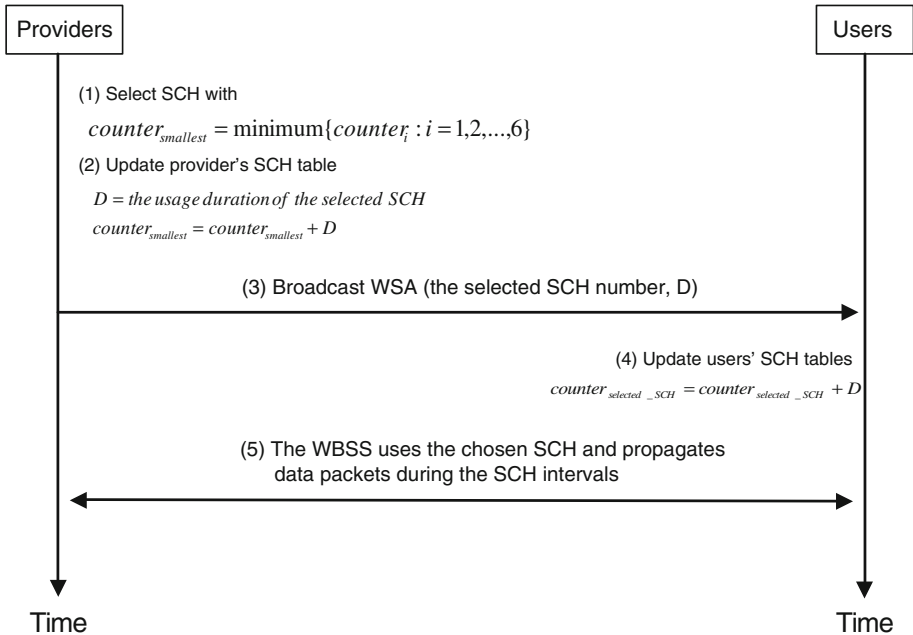 Providers
Users
(1) Select SCH with
counter_smallest = minimum{counter_i : i = 1,2,...,6}
(2) Update provider's SCH table
D = the usage duration of the selected SCH
counter_smallest = counter_smallest + D
(3) Broadcast WSA (the selected SCH number, D)
(4) Update users' SCH tables
counter_selected_SCH = counter_selected_SCH + D
(5) The WBSS uses the chosen SCH and propagates
data packets during the SCH intervals
Time
Time